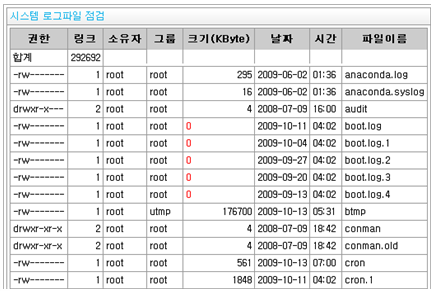 시스템 로그파일 점검
권한 링크 소유자 그룹 크기(KByte) 날짜 시간 파일이름
합계 292692
-rw------- 1 root root 295 2009-06-02 01:36 anaconda.log
-rw------- 1 root root 16 2009-06-02 01:36 anaconda.syslog
drwxr-x--- 2 root root 4 2008-07-09 16:00 audit
-rw------- 1 root root 0 2009-10-11 04:02 boot.log
-rw------- 1 root root 0 2009-10-04 04:02 boot.log.1
-rw------- 1 root root 0 2009-09-27 04:02 boot.log.2
-rw------- 1 root root 0 2009-09-20 04:02 boot.log.3
-rw------- 1 root root 0 2009-09-13 04:02 boot.log.4
-rw------- 1 root utmp 176700 2009-10-13 05:31 btmp
drwxr-xr-x 2 root root 4 2008-07-09 18:42 conman
drwxr-xr-x 2 root root 4 2008-07-09 18:42 conman.old
-rw------- 1 root root 561 2009-10-13 07:00 cron
-rw------- 1 root root 1848 2009-10-11 04:02 cron.1